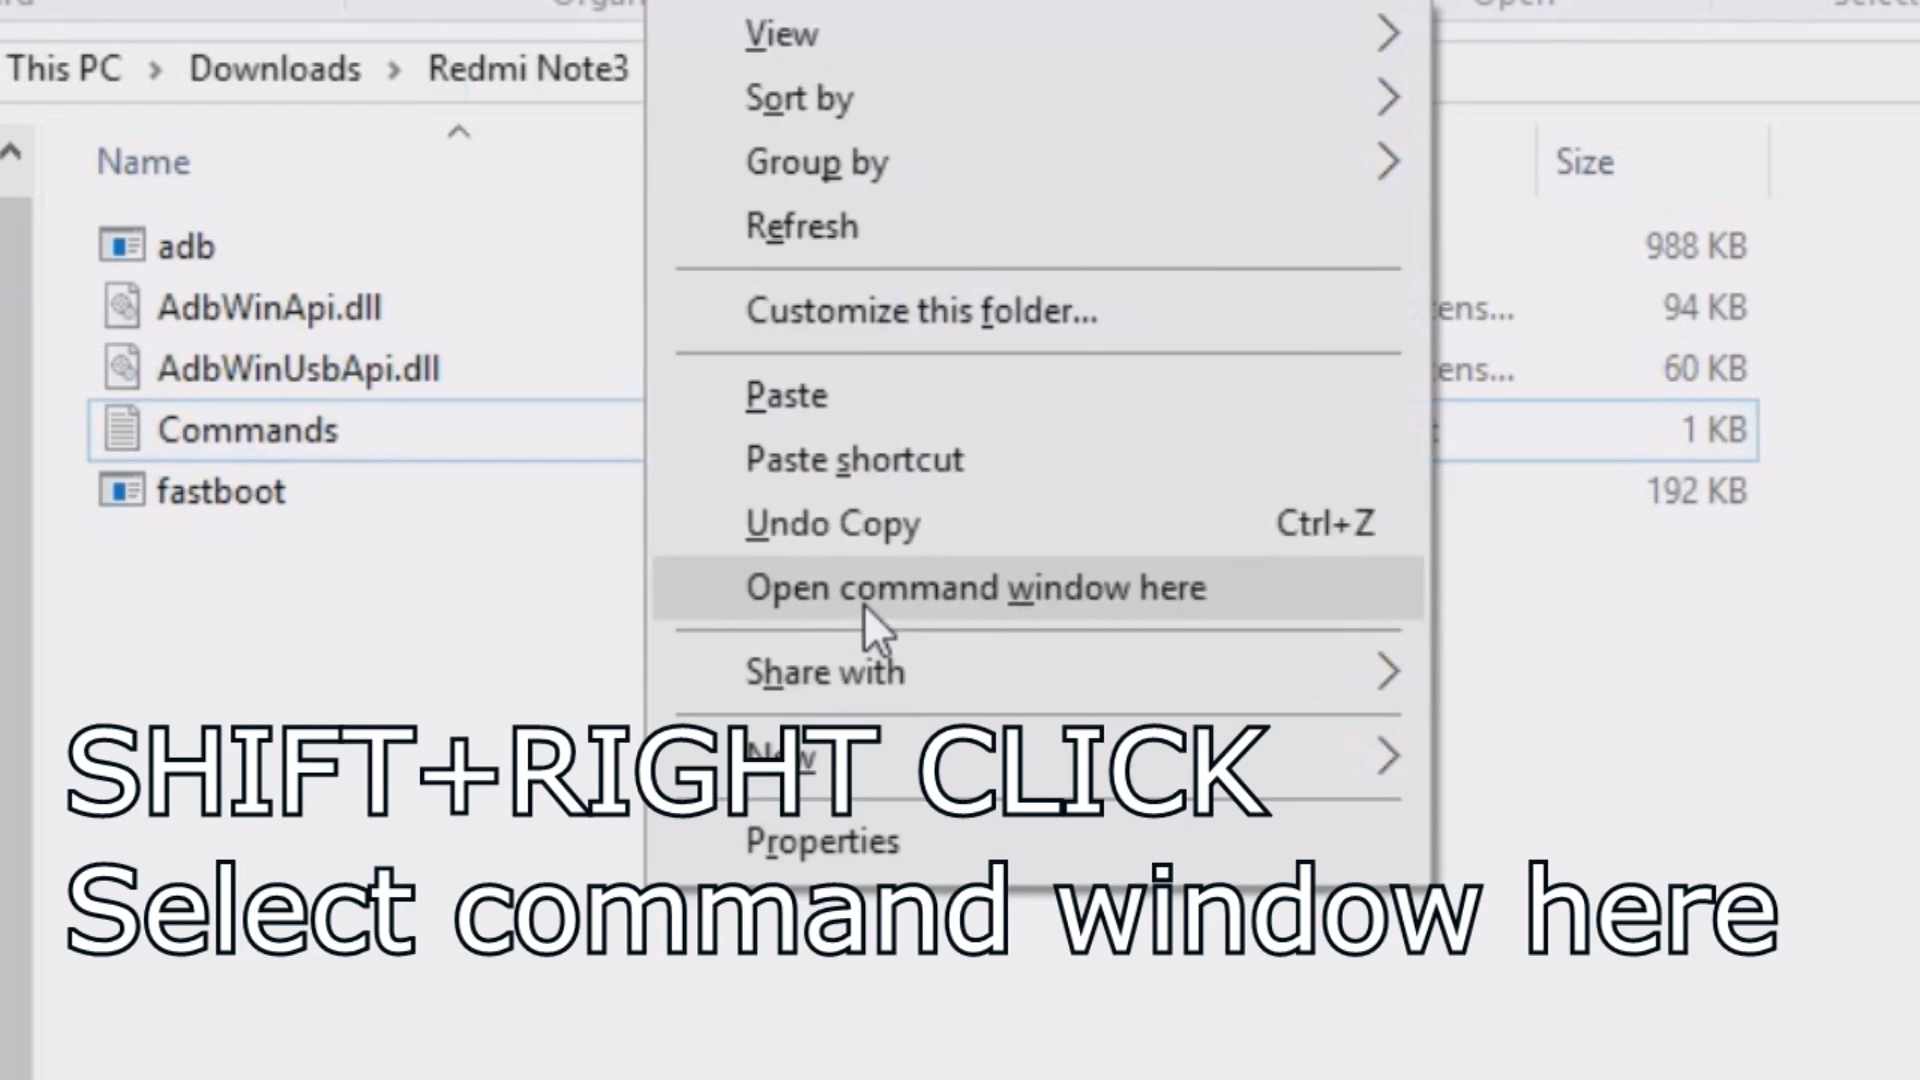 This PC > Downloads > Redmi Note3
Name
Size
adb
988 KB
AdbWinApi.dll
94 KB
AdbWinUsbApi.dll
60 KB
Commands
1 KB
fastboot
192 KB
View
Sort by
Group by
Refresh
Customize this folder...
Paste
Paste shortcut
Undo Copy Ctrl+Z
Open command window here
Share with
New
Properties
SHIFT+RIGHT CLICK
Select command window here